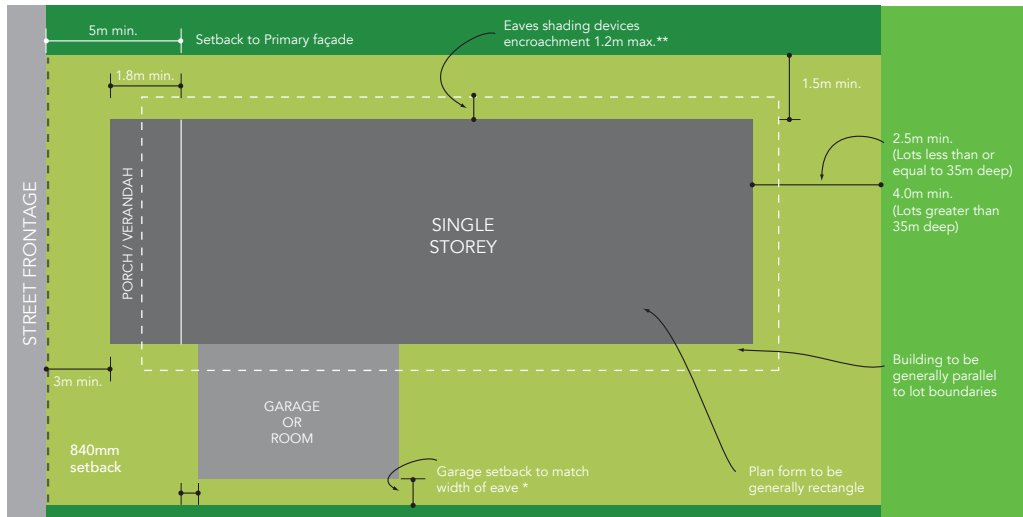 5m min.
Setback to Primary façade
Eaves shading devices
encroachment 1.2m max.**
1.8m min.
1.5m min.
2.5m min.
(Lots less than or
equal to 35m deep)
4.0m min.
(Lots greater than
35m deep)
STREET FRONTAGE
PORCH / VERANDAH
SINGLE
STOREY
3m min.
Building to be
generally parallel
to lot boundaries
GARAGE
OR
ROOM
840mm
setback
Garage setback to match
width of eave *
Plan form to be
generally rectangle